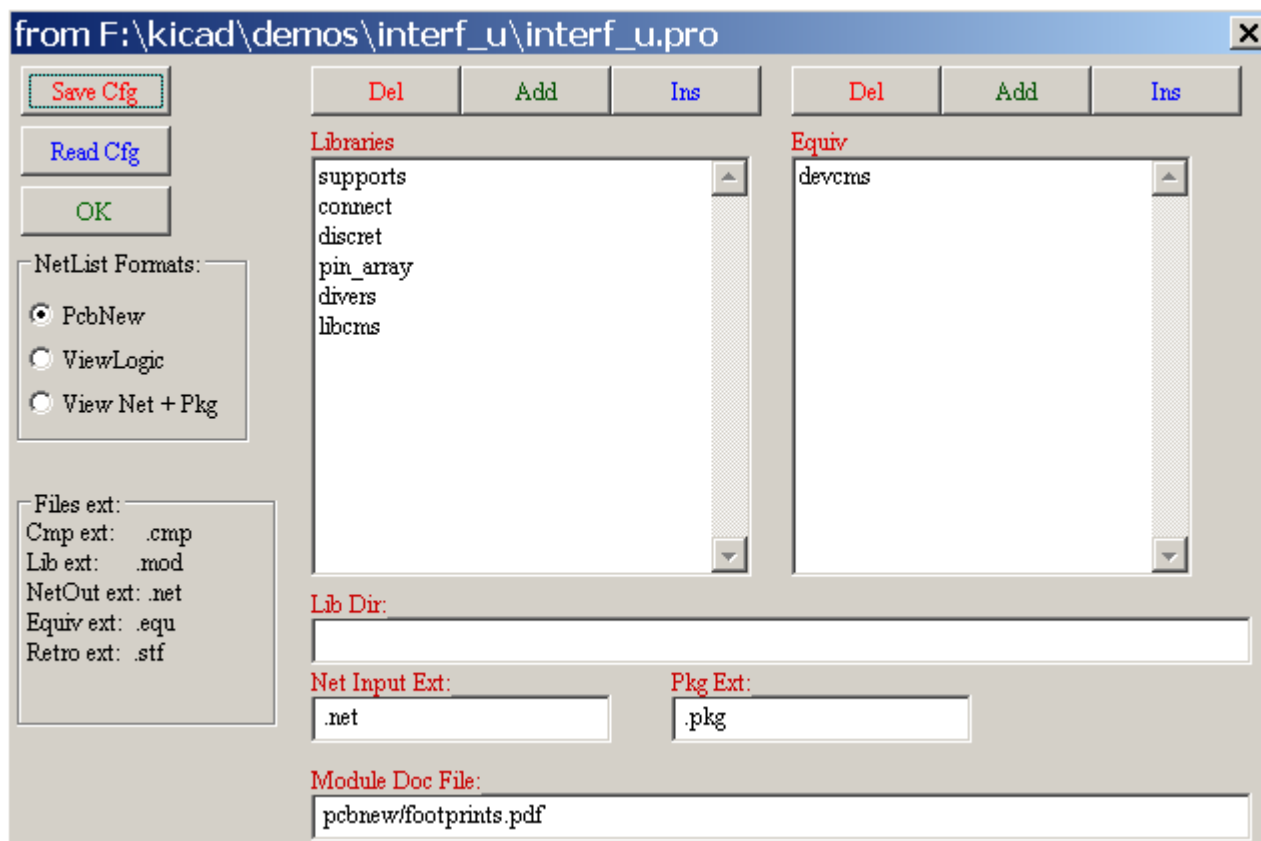 from F:\kicad\demos\interf_u\interf_u.pro
Save Cfg
Read Cfg
OK
NetList Formats:
PcbNew
ViewLogic
View Net + Pkg
Files ext:
Cmp ext: .cmp
Lib ext: .mod
NetOut ext: .net
Equiv ext: .equ
Retro ext: .stf
Del Add Ins
Libraries
supports
connect
discret
pin_array
divers
libcms
Del Add Ins
Equiv
devcms
Lib Dir:
Net Input Ext:
.net
Pkg Ext:
.pkg
Module Doc File:
pcbnew/footprints.pdf